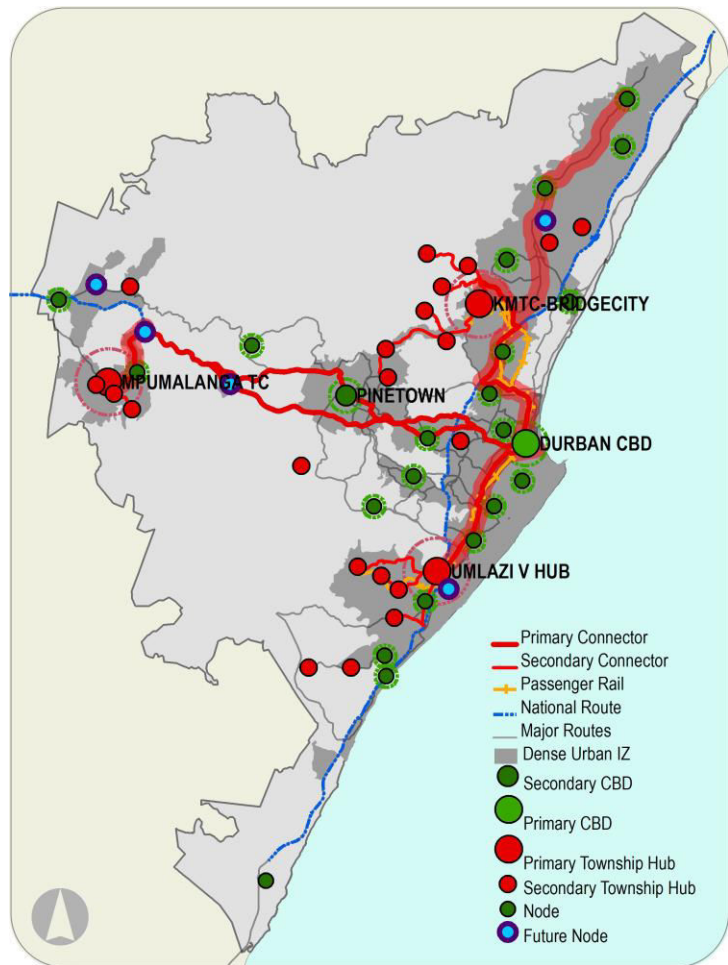 KMTC-BRIDGECITY
MPUMALANGA TC
PINETOWN
DURBAN CBD
UMLAZI V HUB
Primary Connector
Secondary Connector
Passenger Rail
National Route
Major Routes
Dense Urban IZ
Secondary CBD
Primary CBD
Primary Township Hub
Secondary Township Hub
Node
Future Node